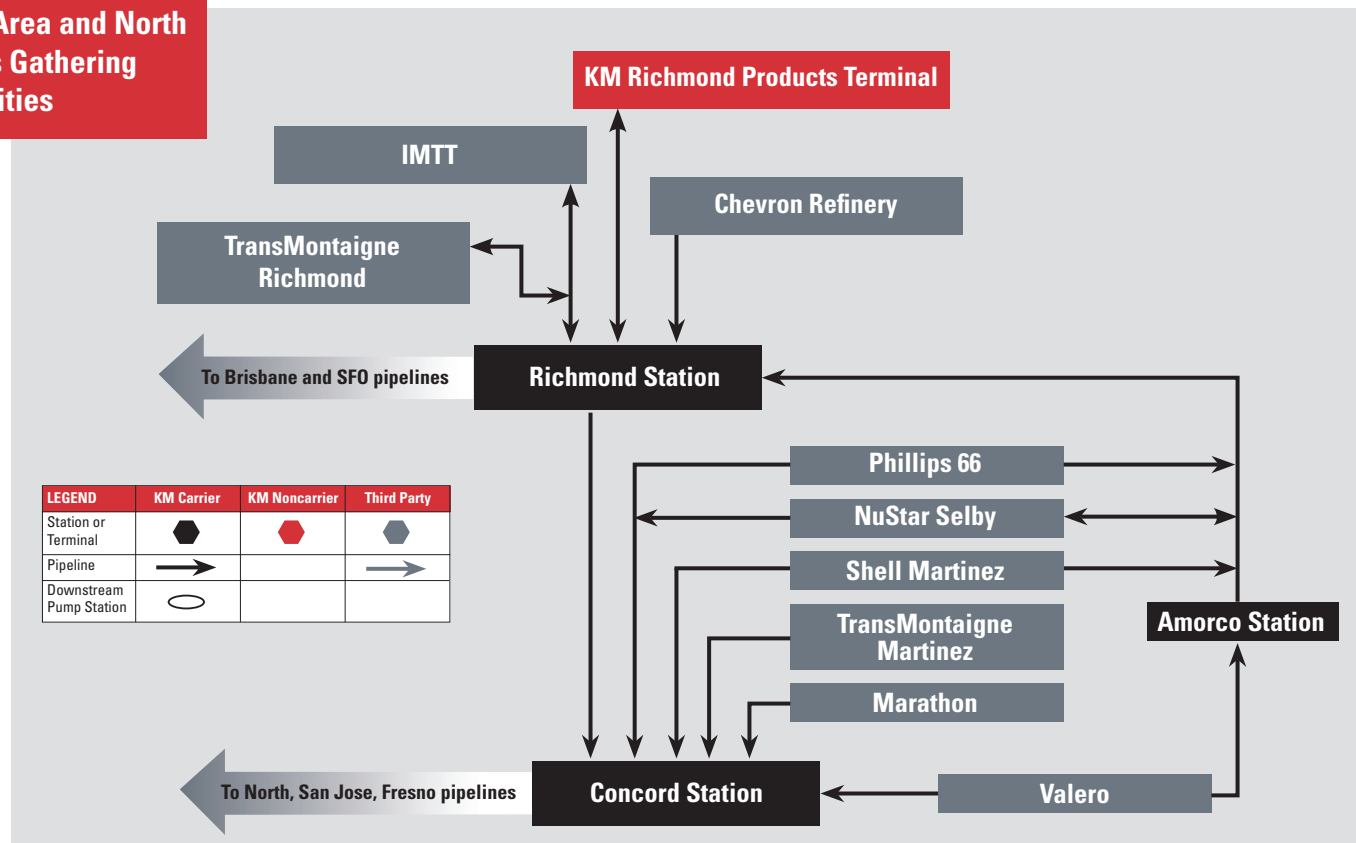 Area and North
Gathering
KM Richmond Products Terminal
IMTT
Chevron Refinery
TransMontaigne
Richmond
To Brisbane and SFO pipelines
Richmond Station
Phillips 66
NuStar Selby
Shell Martinez
TransMontaigne
Martinez
Marathon
Amorco Station
LEGEND KM Carrier KM Noncarrier Third Party
Station or
Terminal
Pipeline
Downstream
Pump Station
To North, San Jose, Fresno pipelines
Concord Station
Valero